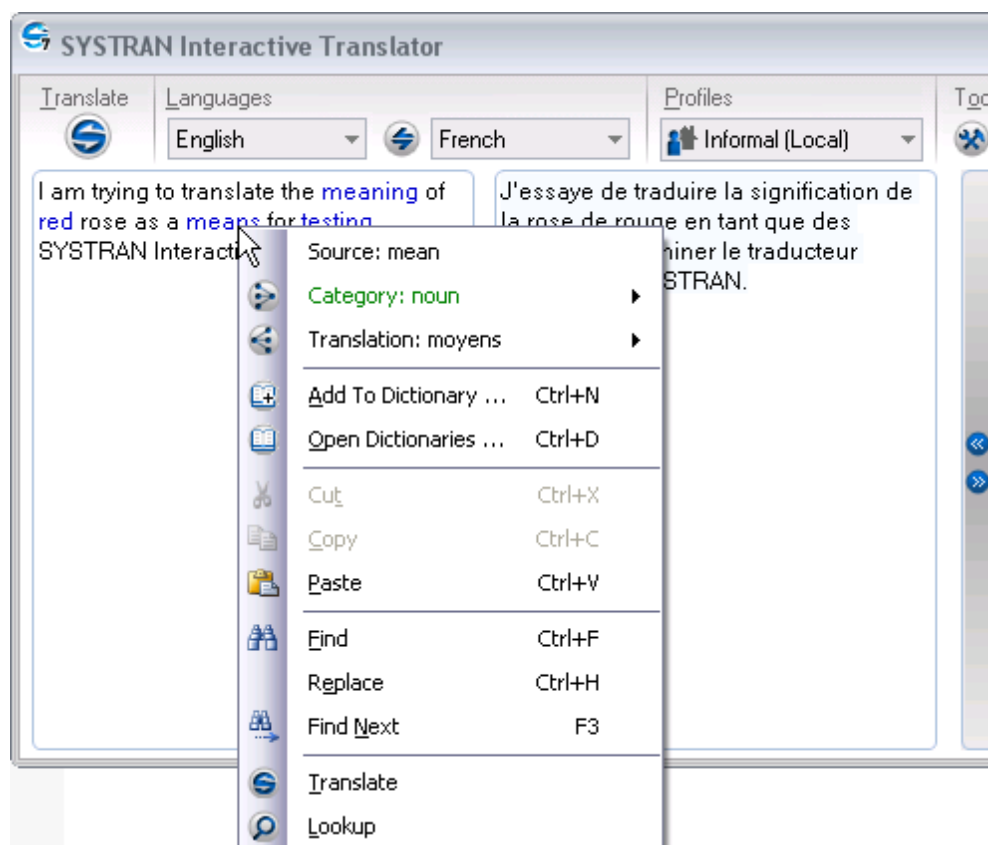 SYSTRAN Interactive Translator
Translate Languages Profiles
English French Informal (Local)
I am trying to translate the meaning of
red rose as a means for testing
SYSTRAN
J'essaye de traduire la signification de
la rose de rouge en tant que des
le traducteur
Source: mean
Category: noun
Translation: moyens
Add To Dictionary ... Ctrl+N
Open Dictionaries ... Ctrl+D
Cut Ctrl+X
Copy Ctrl+C
Paste Ctrl+V
Find Ctrl+F
Replace Ctrl+H
Find Next F3
Translate
Lookup